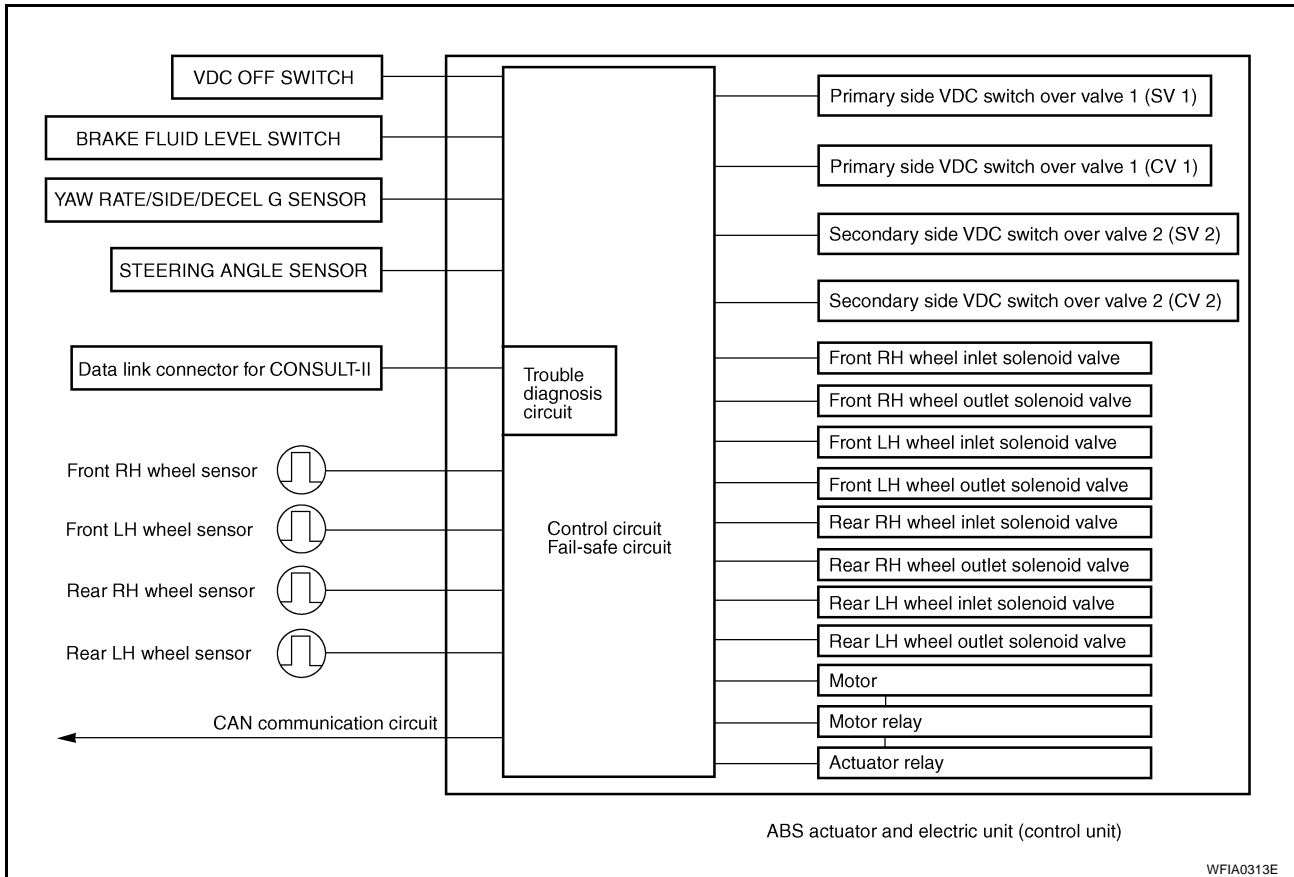 VDC OFF SWITCH
BRAKE FLUID LEVEL SWITCH
YAW RATE/SIDE/DECEL G SENSOR
STEERING ANGLE SENSOR
Data link connector for CONSULT-II
Front RH wheel sensor
Front LH wheel sensor
Rear RH wheel sensor
Rear LH wheel sensor
CAN communication circuit
Trouble
diagnosis
circuit
Control circuit
Fail-safe circuit
Primary side VDC switch over valve 1 (SV 1)
Primary side VDC switch over valve 1 (CV 1)
Secondary side VDC switch over valve 2 (SV 2)
Secondary side VDC switch over valve 2 (CV 2)
Front RH wheel inlet solenoid valve
Front RH wheel outlet solenoid valve
Front LH wheel inlet solenoid valve
Front LH wheel outlet solenoid valve
Rear RH wheel inlet solenoid valve
Rear RH wheel outlet solenoid valve
Rear LH wheel inlet solenoid valve
Rear LH wheel outlet solenoid valve
Motor
Motor relay
Actuator relay
ABS actuator and electric unit (control unit)
WFIA0313E